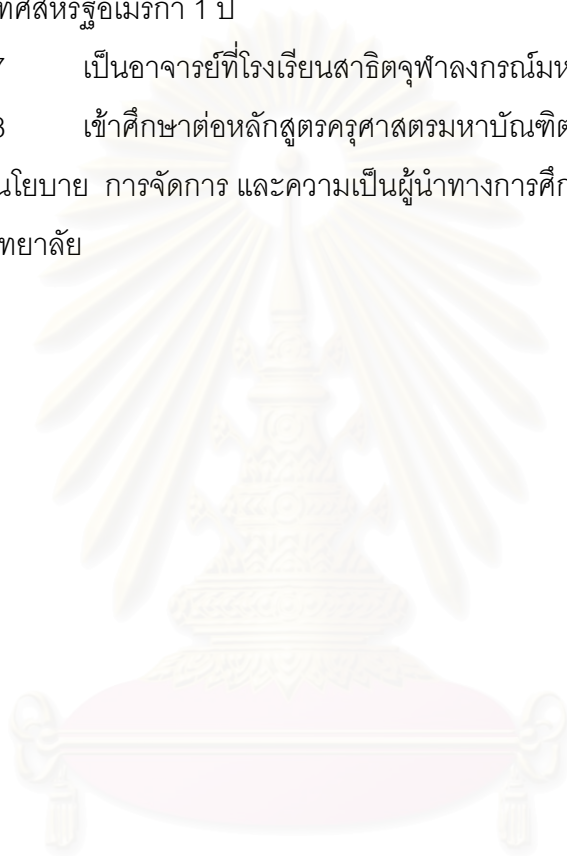 ทศสหรฐอเมรกา 1 ป
เป็นอาจารย์ที่โรงเรียนสาธิตจุฬาลงกรณ์มห
8 เข้าศึกษาต่อหลักสูตรครุศาสตรมหาบัณฑิต
นโยบาย การจัดการ และความเป็นผู้นำทางการศึก
ทยาลัย